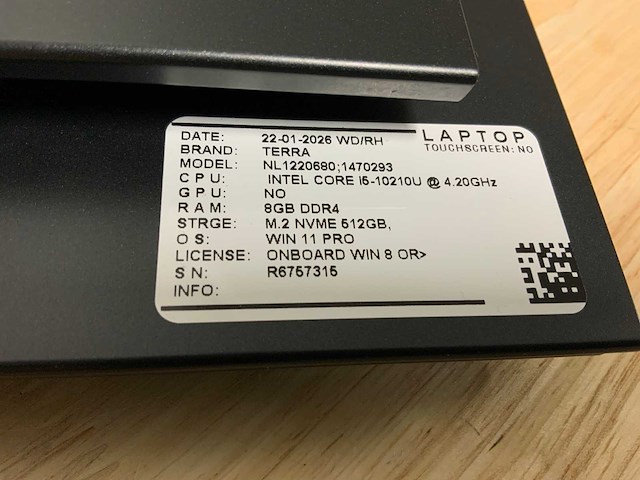 LAPTOP
TOUCHSCREEN: NO
DATE: 22-01-2026 WD/RH
BRAND: TERRA
MODEL: NL1220680;1470293
CPU: INTEL CORE I5-10210U @ 4.20GHz
GPU: NO
RAM: 8GB DDR4
STRGE: M.2 NVME 512GB,
OS: WIN 11 PRO
LICENSE: ONBOARD WIN 8 OR>
SN: R6757315
INFO: